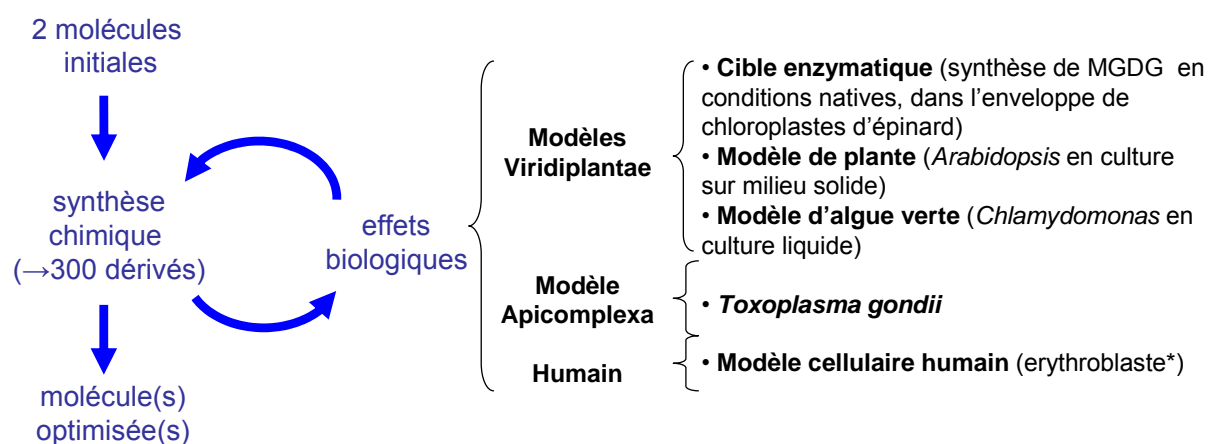 2 molécules
initiales
synthèse
chimique
(→300 dérivés)
molécule(s)
optimisée(s)
effets
biologiques
Modèles
Viridiplantae
• Cible enzymatique (synthèse de MGDG en
conditions natives, dans l'enveloppe de
chloroplastes d'épinard)
• Modèle de plante (Arabidopsis en culture
sur milieu solide)
• Modèle d'algue verte (Chlamydomonas en
culture liquide)
Modèle
Apicomplexa
• Toxoplasma gondii
Humain
• Modèle cellulaire humain (erythroblaste*)